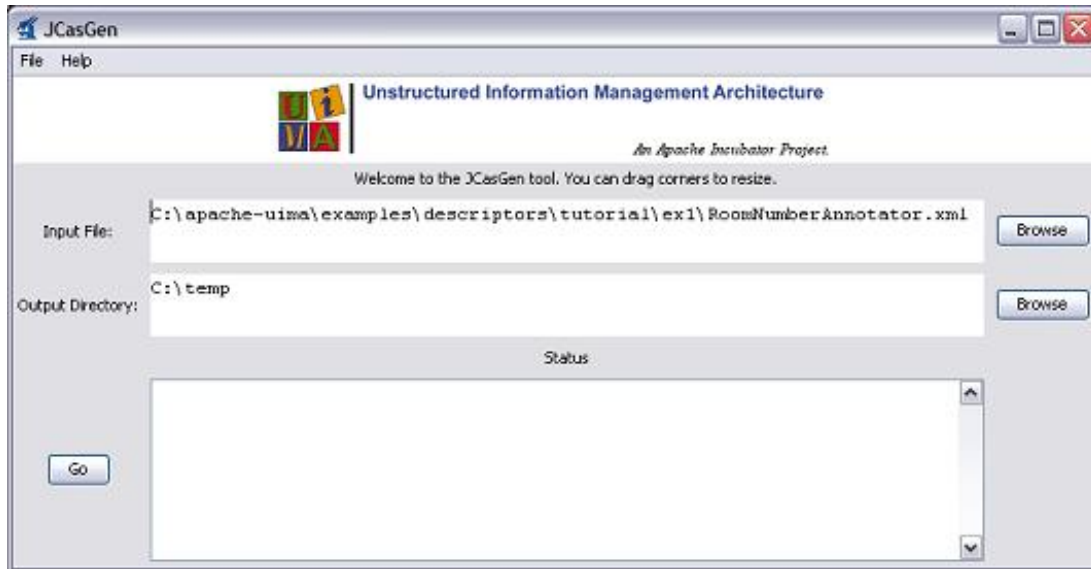 JCasGen
File Help
UIMA
Unstructured Information Management Architecture
An Apache Incubator Project.
Welcome to the JCasGen tool. You can drag corners to resize.
Input File:
C:\apache-uima\examples\descriptors\tutorial\ex1\RoomNumberAnnotator.xml
Browse
Output Directory:
C:\temp
Browse
Status
Go